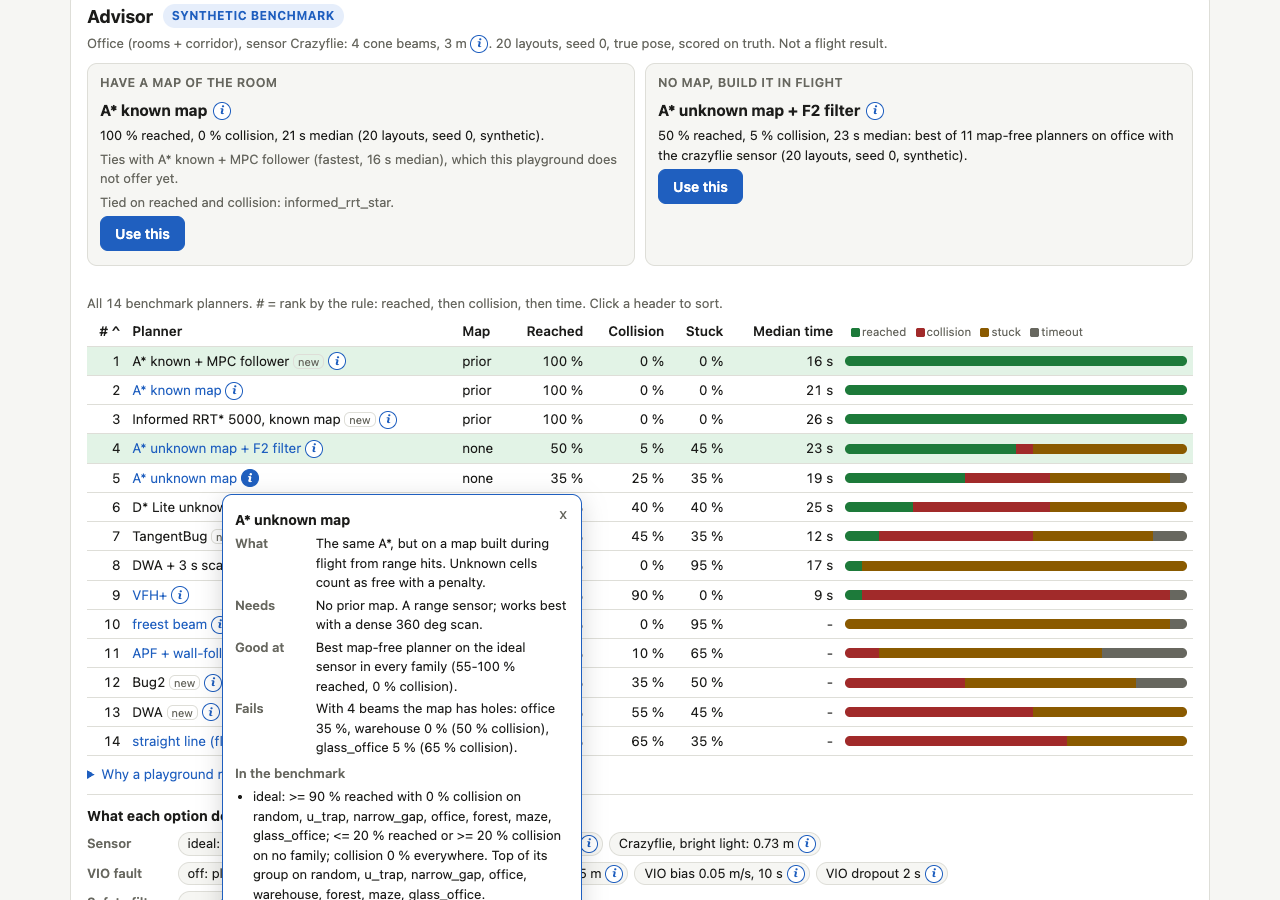 Advisor SYNTHETIC BENCHMARK
Office (rooms + corridor), sensor Crazyflie: 4 cone beams, 3 m i. 20 layouts, seed 0, true pose, scored on truth. Not a flight result.
HAVE A MAP OF THE ROOM
A* known map i
100 % reached, 0 % collision, 21 s median (20 layouts, seed 0, synthetic).
Ties with A* known + MPC follower (fastest, 16 s median), which this playground does
not offer yet.
Tied on reached and collision: informed_rrt_star.
Use this
NO MAP, BUILD IT IN FLIGHT
A* unknown map + F2 filter i
50 % reached, 5 % collision, 23 s median: best of 11 map-free planners on office with
the crazyflie sensor (20 layouts, seed 0, synthetic).
Use this
All 14 benchmark planners. # = rank by the rule: reached, then collision, then time. Click a header to sort.
# ^ Planner Map Reached Collision Stuck Median time reached collision stuck timeout
1 A* known + MPC follower new i prior 100 % 0 % 0 % 16 s
2 A* known map i prior 100 % 0 % 0 % 21 s
3 Informed RRT* 5000, known map new i prior 100 % 0 % 0 % 26 s
4 A* unknown map + F2 filter i none 50 % 5 % 45 % 23 s
5 A* unknown map i none 35 % 25 % 35 % 19 s
6 D* Lite 40 % 40 % 25 s
7 TangentBug 45 % 35 % 12 s
8 DWA + 3 s 0 % 95 % 17 s
9 VFH+ i 90 % 0 % 9 s
10 freest beam i 0 % 95 % -
11 APF + 10 % 65 % -
12 Bug2 new i 35 % 50 % -
13 DWA new i 55 % 45 % -
14 straight line 65 % 35 % -
A* unknown map x
What The same A*, but on a map built during
flight from range hits. Unknown cells
count as free with a penalty.
Needs No prior map. A range sensor; works best
with a dense 360 deg scan.
Good at Best map-free planner on the ideal
sensor in every family (55-100 %
reached, 0 % collision).
Fails With 4 beams the map has holes: office
35 %, warehouse 0 % (50 % collision),
glass_office 5 % (65 % collision).
In the benchmark
• ideal: >= 90 % reached with 0 % collision on
random, u_trap, narrow_gap, office, forest, maze,
glass_office; <= 20 % reached or >= 20 % collision
on no family; collision 0 % everywhere. Top of its
group on random, u_trap, narrow_gap, office,
warehouse, forest, maze, glass_office.
Why a playground
What each option
Sensor ideal: i Crazyflie, bright light: 0.73 m i
VIO fault off: m i VIO bias 0.05 m/s, 10 s i VIO dropout 2 s i